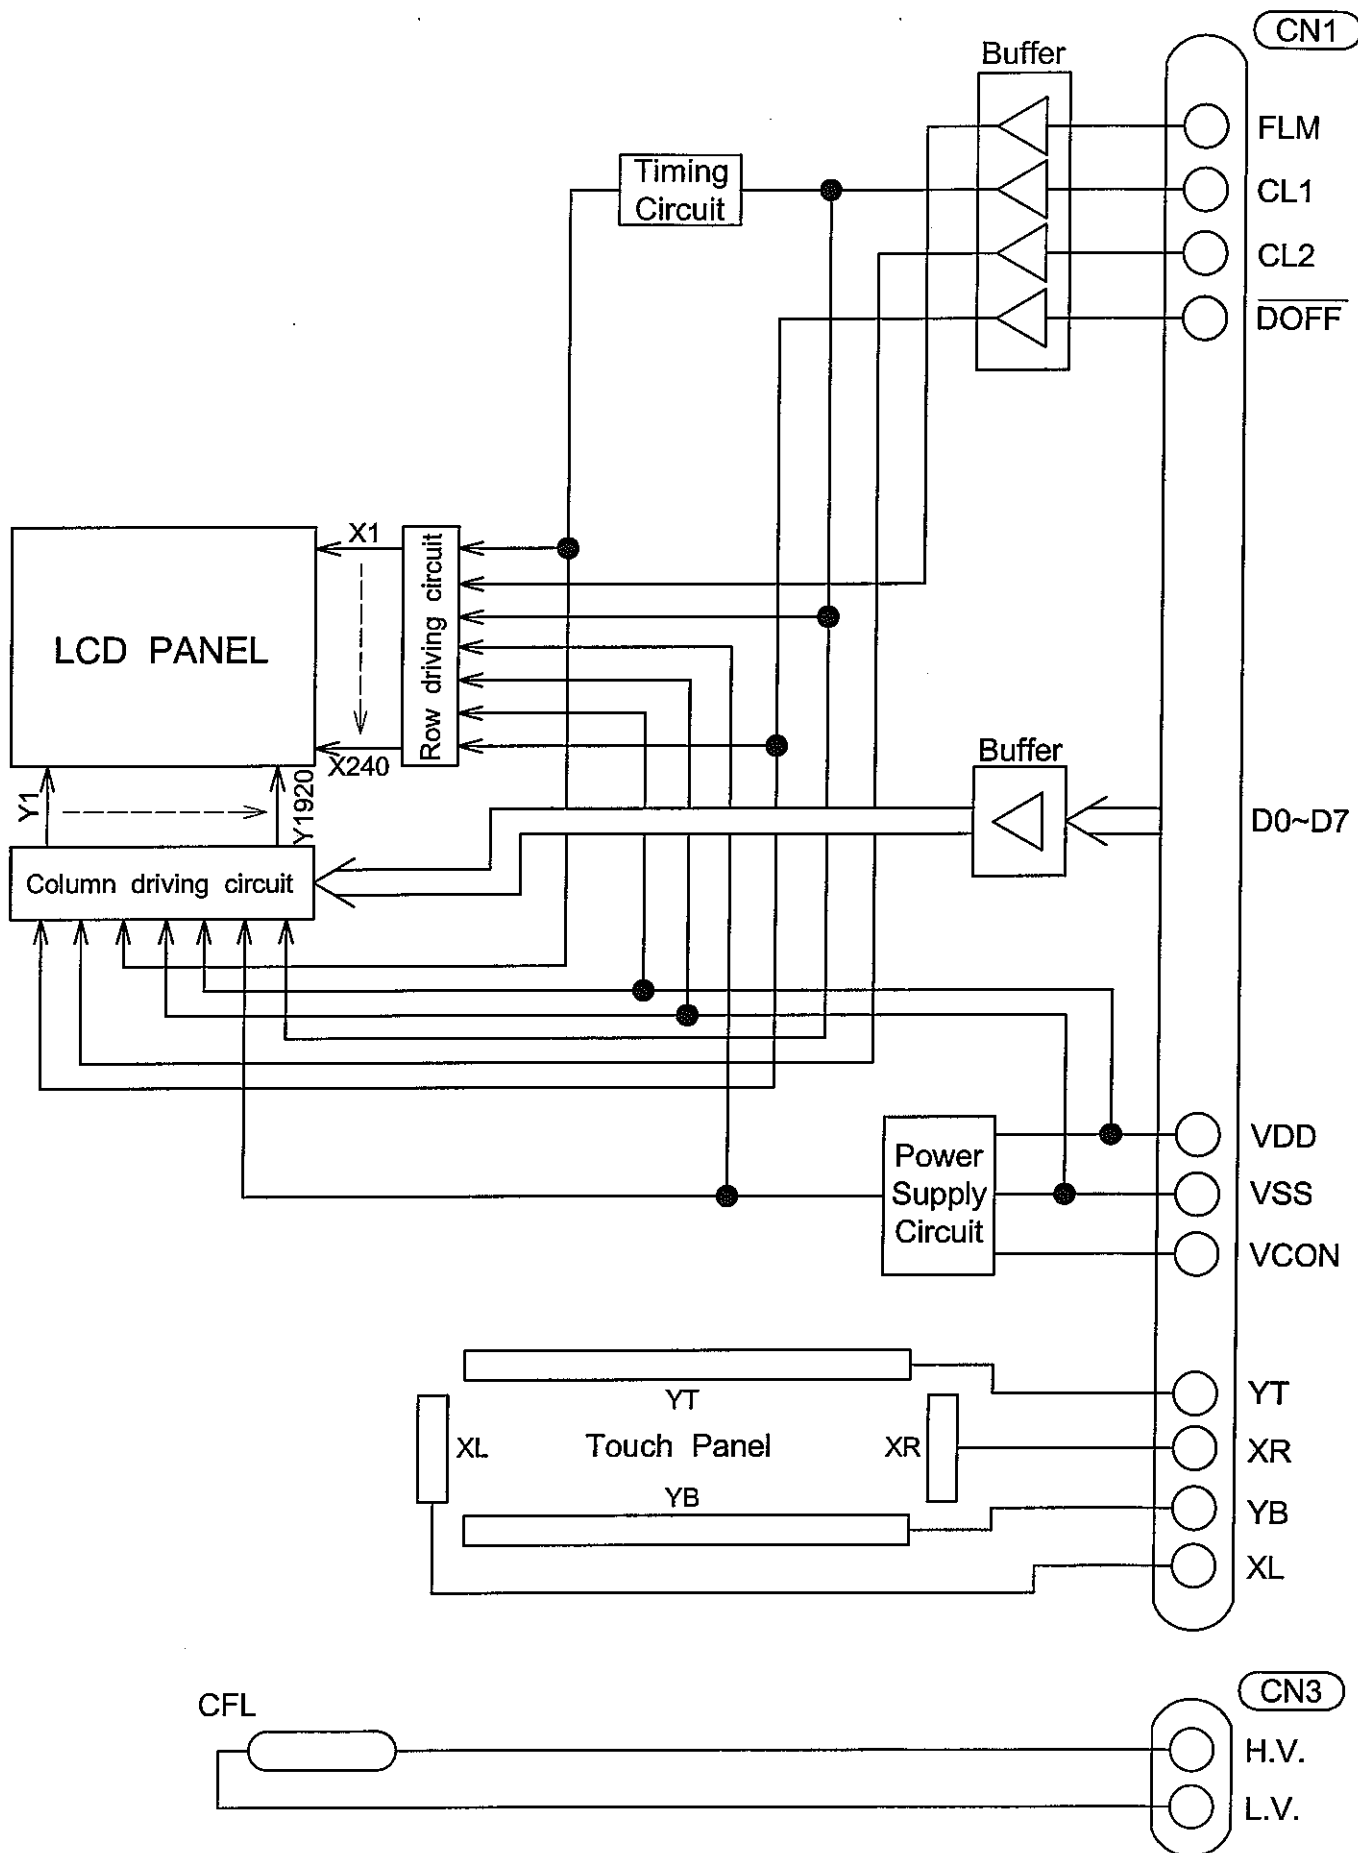 CN1
Buffer
FLM
Timing
Circuit
CL1
CL2
DOFF
X1
Row driving circuit
LCD PANEL
X240
Buffer
Y1
Y1920
D0~D7
Column driving circuit
VDD
Power
Supply
Circuit
VSS
VCON
YT
YT
XL
Touch Panel
XR
XR
YB
YB
XL
CN3
CFL
H.V.
L.V.